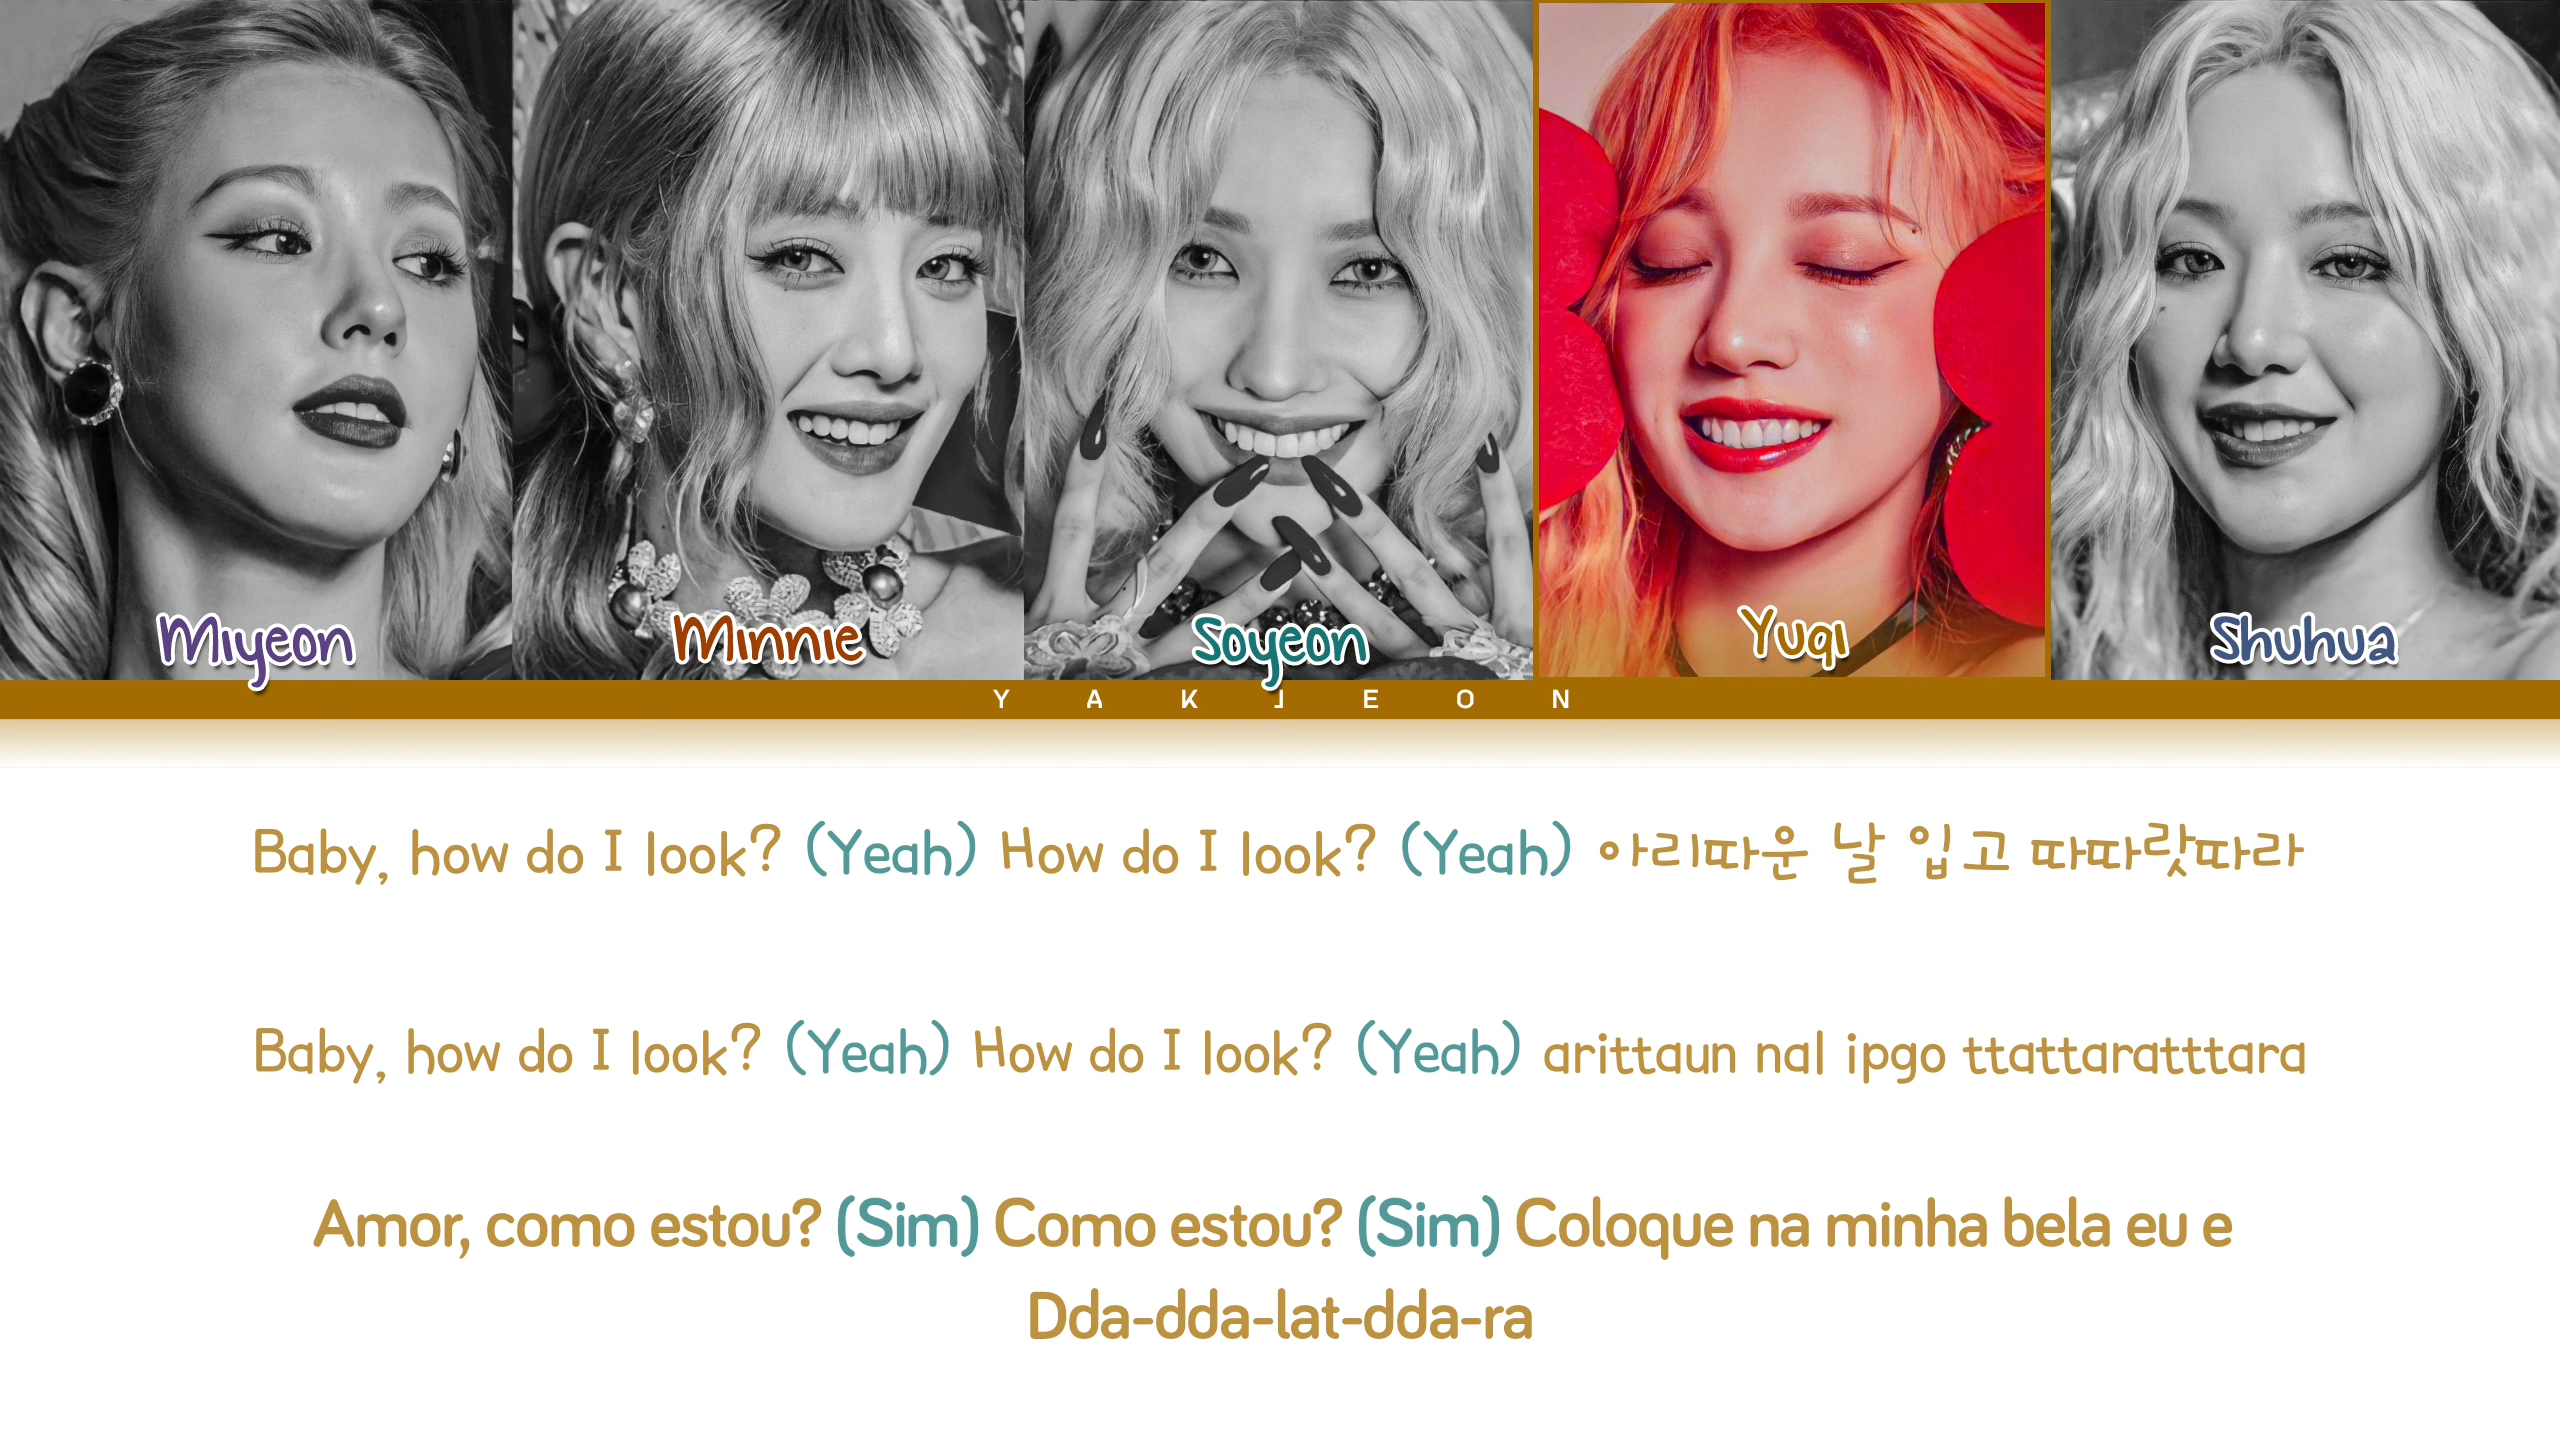 Miyeon
Minnie
Soyeon
Yuqi
Shuhua
YAKJEON
Baby, how do I look? (Yeah) How do I look? (Yeah) 아리따운 날 입고 따따랏따라
Baby, how do I look? (Yeah) How do I look? (Yeah) arittaun nal ipgo ttattaratttara
Amor, como estou? (Sim) Como estou? (Sim) Coloque na minha bela eu e
Dda-dda-lat-dda-ra